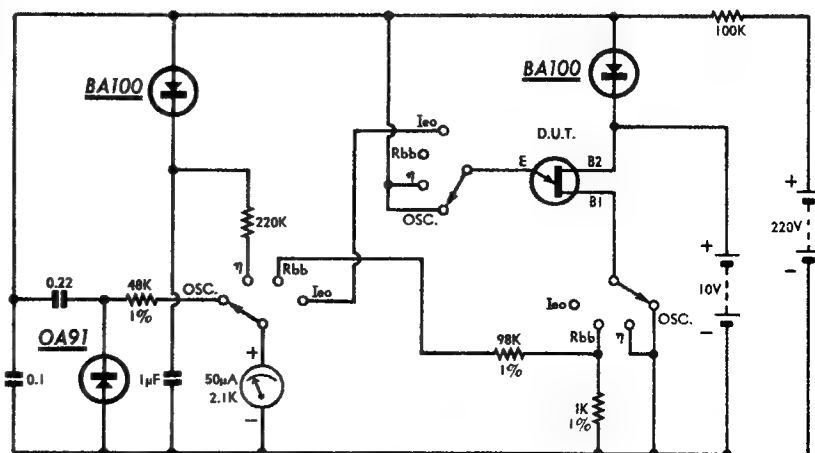 100K
BA100
BA100
Ieo
D.U.T.
Rbb
E
B2
η
B1
OSC.
+
220V
-
220K
η
Rbb
Ieo
+
10V
-
0.22
48K
1%
OSC.
Ieo
OSC.
Rbb
η
OA91
98K
1%
+
50μA
2.1K
-
0.1
1μF
1K
1%